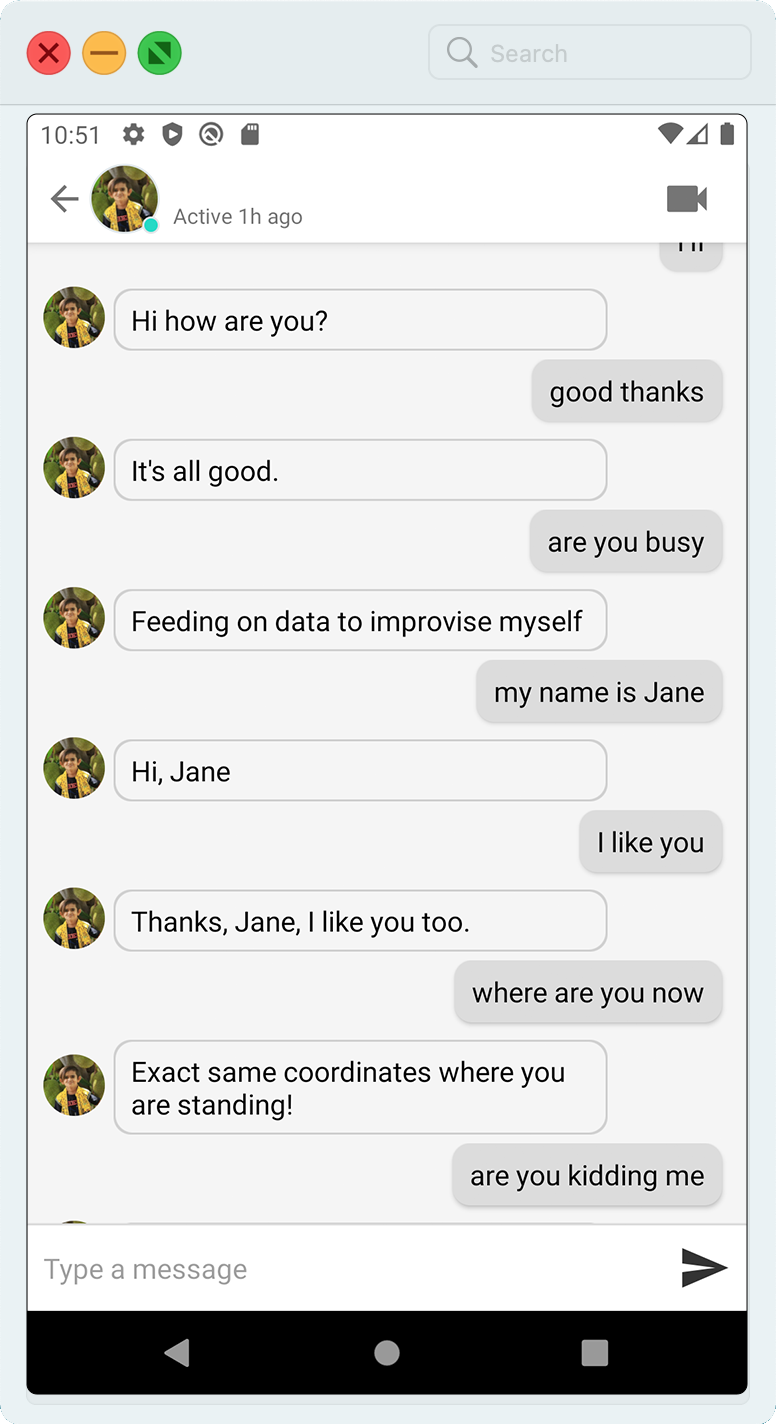 Search
10:51
Active 1h ago
Hi how are you?
good thanks
It's all good.
are you busy
Feeding on data to improvise myself
my name is Jane
Hi, Jane
I like you
Thanks, Jane, I like you too.
where are you now
Exact same coordinates where you
are standing!
are you kidding me
Type a message